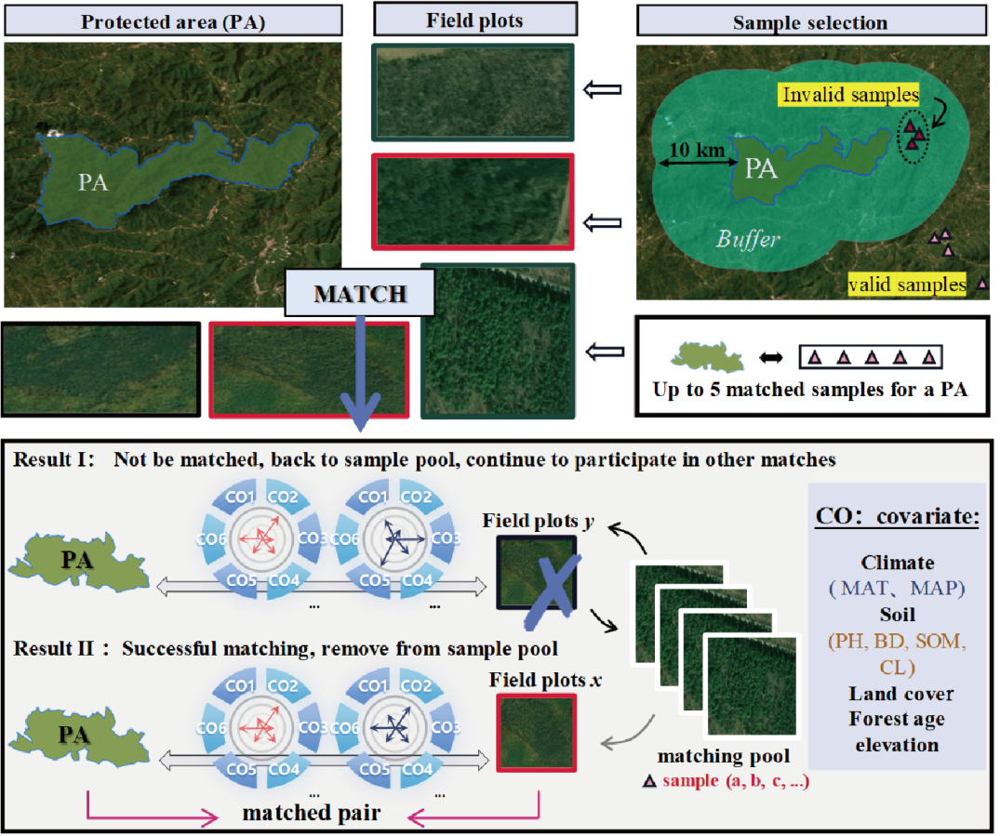 Protected area (PA)
Field plots
Sample selection
PA
Invalid samples
10 km
PA
Buffer
valid samples
MATCH
Up to 5 matched samples for a PA
Result I: Not be matched, back to sample pool, continue to participate in other matches
CO1 CO2 CO3 CO4 CO5 CO6
CO1 CO2 CO3 CO4 CO5 CO6
Field plots y
PA
... ...
Result II : Successful matching, remove from sample pool
CO1 CO2 CO3 CO4 CO5 CO6
CO1 CO2 CO3 CO4 CO5 CO6
Field plots x
PA
... ...
matched pair
matching pool
sample (a, b, c, ...)
CO: covariate:
Climate
( MAT、MAP)
Soil
(PH, BD, SOM,
CL)
Land cover
Forest age
elevation